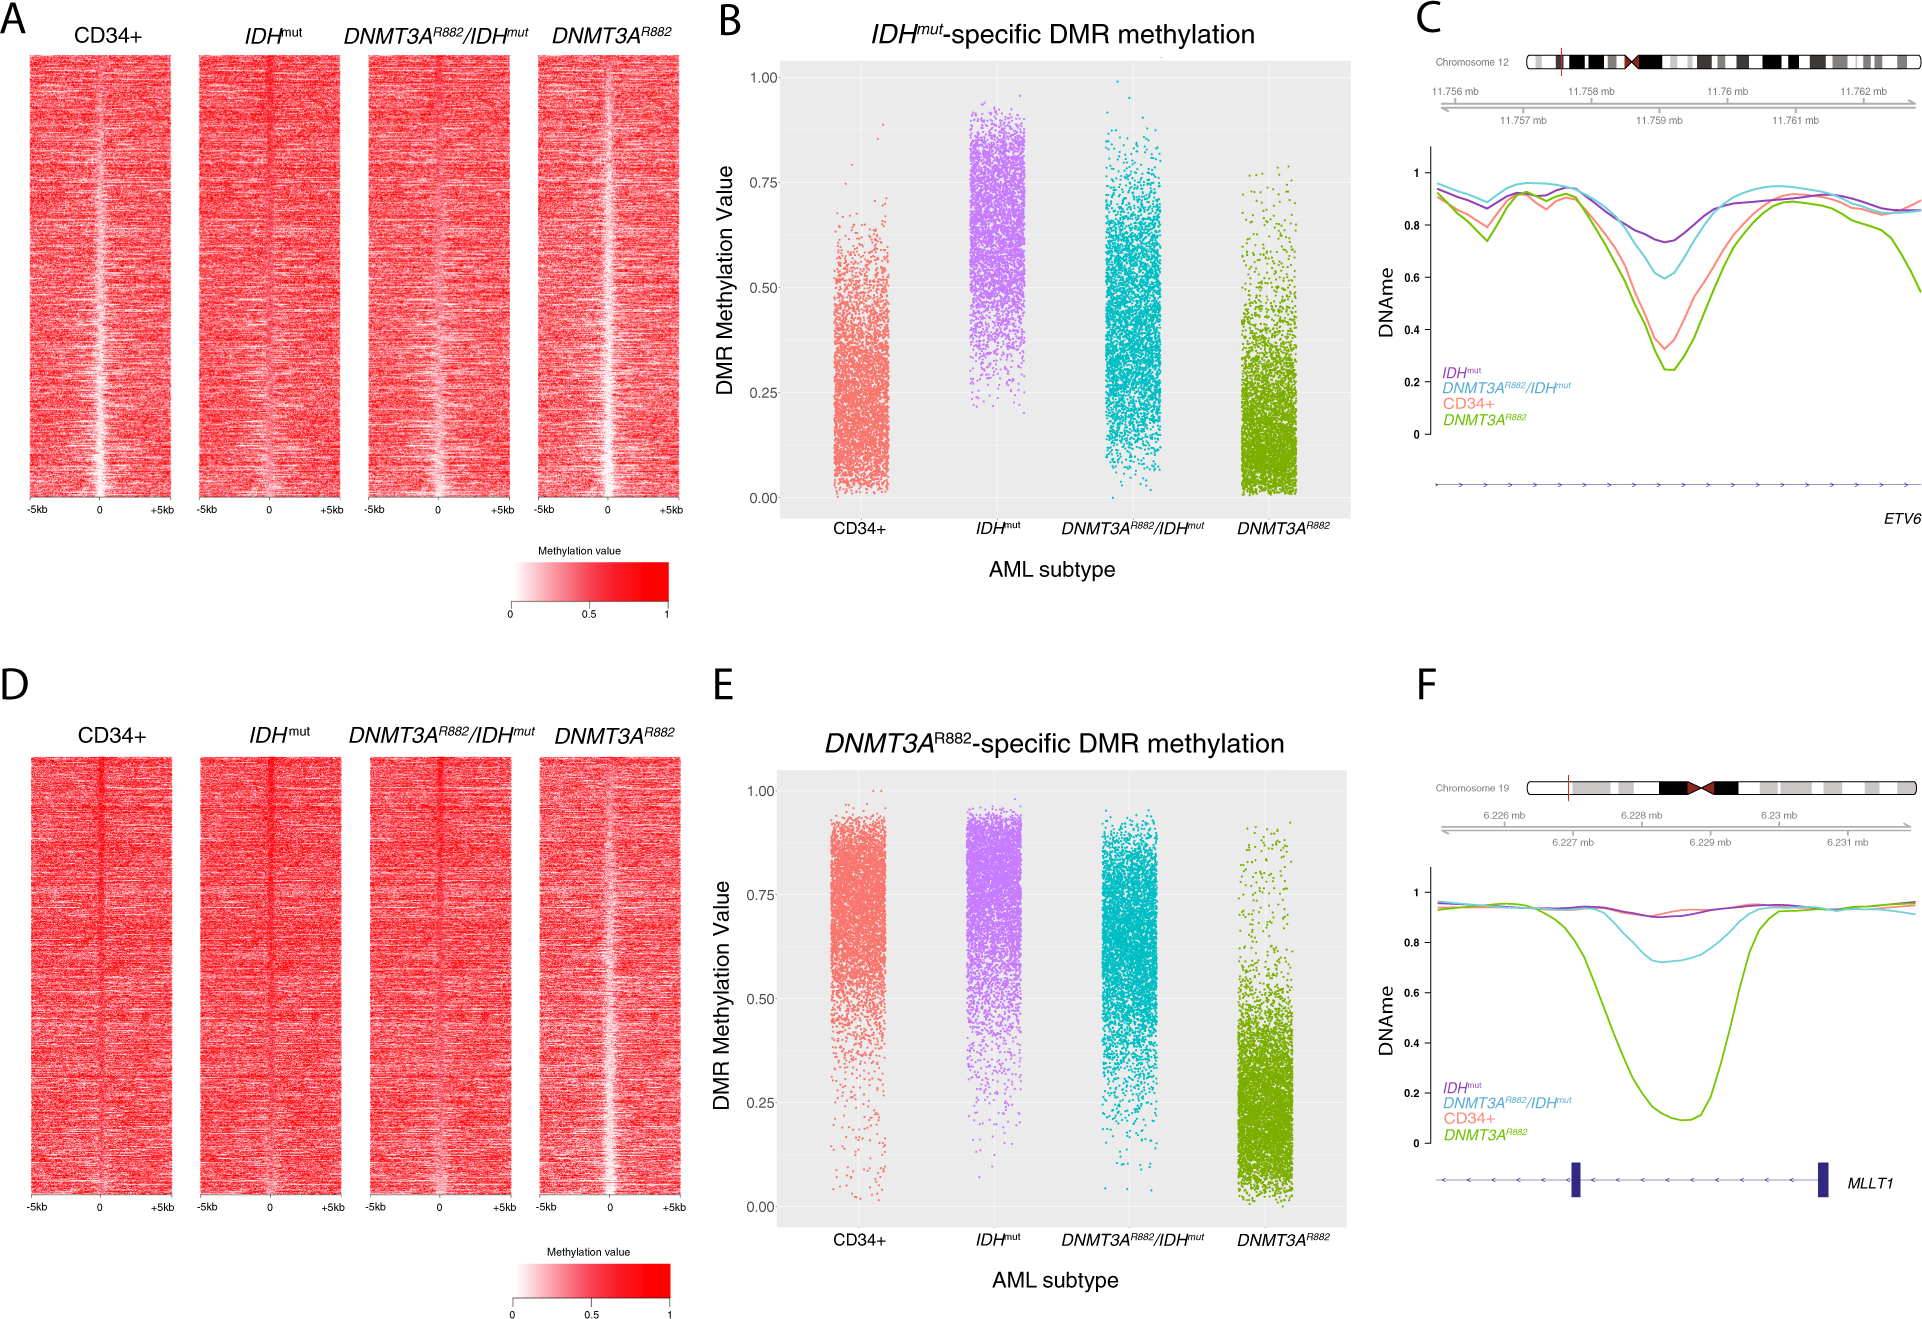 A
CD34+ IDHmut DNMT3AR882/IDHmut DNMT3AR882
-5kb 0 +5kb -5kb 0 +5kb -5kb 0 +5kb -5kb 0 +5kb
Methylation value
0 0.5 1
B
IDHmut-specific DMR methylation
DMR Methylation Value
1.00
0.75
0.50
0.25
0.00
CD34+ IDHmut DNMT3AR882/IDHmut DNMT3AR882
AML subtype
C
Chromosome 12
11.756 mb 11.758 mb 11.76 mb 11.762 mb
11.757 mb 11.759 mb 11.761 mb
DNAme
1
0.8
0.6
0.4
0.2
0
IDHmut
DNMT3AR882/IDHmut
CD34+
DNMT3AR882
ETV6
D
CD34+ IDHmut DNMT3AR882/IDHmut DNMT3AR882
-5kb 0 +5kb -5kb 0 +5kb -5kb 0 +5kb -5kb 0 +5kb
Methylation value
0 0.5 1
E
DNMT3AR882-specific DMR methylation
DMR Methylation Value
1.00
0.75
0.50
0.25
0.00
CD34+ IDHmut DNMT3AR882/IDHmut DNMT3AR882
AML subtype
F
Chromosome 19
6.226 mb 6.228 mb 6.23 mb
6.227 mb 6.229 mb 6.231 mb
DNAme
1
0.8
0.6
0.4
0.2
0
IDHmut
DNMT3AR882/IDHmut
CD34+
DNMT3AR882
MLLT1